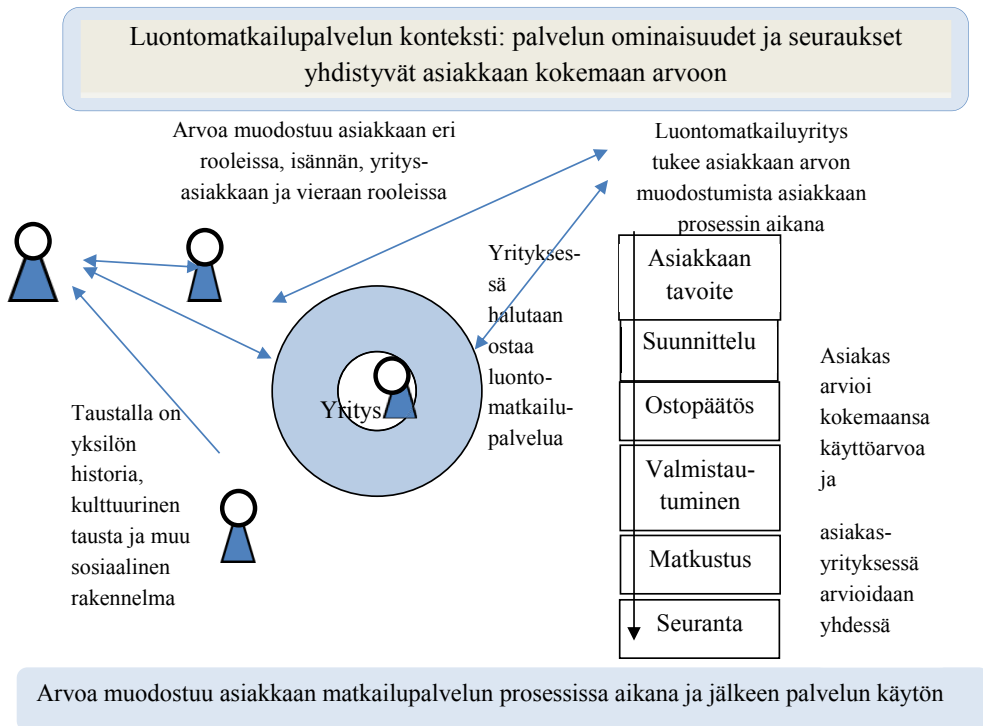 Luontomatkailupalvelun konteksti: palvelun ominaisuudet ja seuraukset
yhdistyvät asiakkaan kokemaan arvoon
Arvoa muodostuu asiakkaan eri
rooleissa, isännän, yritys-
asiakkaan ja vieraan rooleissa
Luontomatkailuyritys
tukee asiakkaan arvon
muodostumista asiakkaan
prosessin aikana
Yritykses-
sä
halutaan
ostaa
luonto-
matkailu-
palvelua
Yritys
Taustalla on
yksilön
historia,
kulttuurinen
tausta ja muu
sosiaalinen
rakennelma
Asiakkaan
tavoite
Suunnittelu
Ostopäätös
Valmistau-
tuminen
Matkustus
Seuranta
Asiakas
arvioi
kokemaansa
käyttöarvoa
ja
asiakas-
yrityksessä
arvioidaan
yhdessä
Arvoa muodostuu asiakkaan matkailupalvelun prosessissa aikana ja jälkeen palvelun käytön